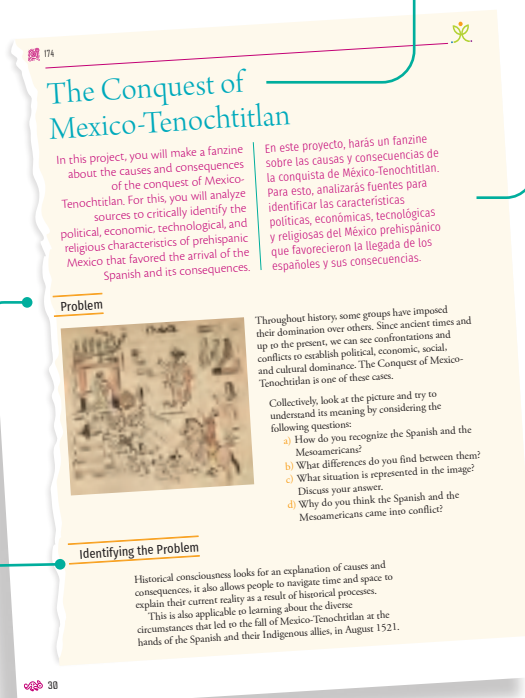 174
The Conquest of
Mexico-Tenochtitlan
In this project, you will make a fanzine
about the causes and consequences
of the conquest of Mexico-
Tenochtitlan. For this, you will analyze
sources to critically identify the
political, economic, technological, and
religious characteristics of prehispanic
Mexico that favored the arrival of the
Spanish and its consequences.
En este proyecto, harás un fanzine
sobre las causas y consecuencias de
la conquista de México-Tenochtitlan.
Para esto, analizarás fuentes para
identificar las características
políticas, económicas, tecnológicas
y religiosas del México prehispánico
que favorecieron la llegada de los
españoles y sus consecuencias.
Problem
Throughout history, some groups have imposed
their domination over others. Since ancient times and
up to the present, we can see confrontations and
conflicts to establish political, economic, social,
and cultural dominance. The Conquest of Mexico-
Tenochtitlan is one of these cases.
Collectively, look at the picture and try to
understand its meaning by considering the
following questions:
a) How do you recognize the Spanish and the
Mesoamericans?
b) What differences do you find between them?
c) What situation is represented in the image?
Discuss your answer.
d) Why do you think the Spanish and the
Mesoamericans came into conflict?
Identifying the Problem
Historical consciousness looks for an explanation of causes and
consequences, it also allows people to navigate time and space to
explain their current reality as a result of historical processes.
This is also applicable to learning about the diverse
circumstances that led to the fall of Mexico-Tenochtitlan at the
hands of the Spanish and their Indigenous allies, in August 1521.
30